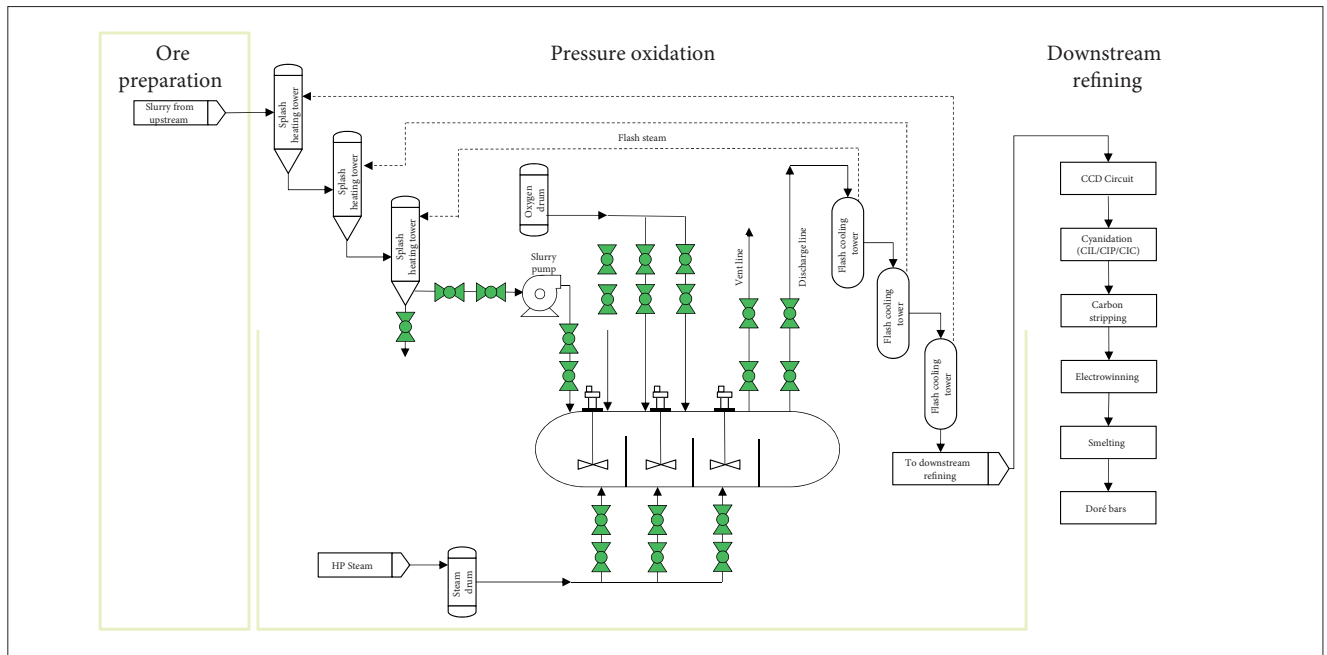 Ore
preparation
Pressure oxidation
Downstream
refining
Slurry from
upstream
Splash
heating tower
Splash
heating tower
Splash
heating tower
Flash steam
Oxygen
drum
Slurry
pump
Vent line
Discharge line
Flash cooling
tower
Flash cooling
tower
Flash cooling
tower
To downstream
refining
HP Steam
Steam
drum
CCD Circuit
Cyanidation
(CIL/CIP/CIC)
Carbon
stripping
Electrowinning
Smelting
Doré bars